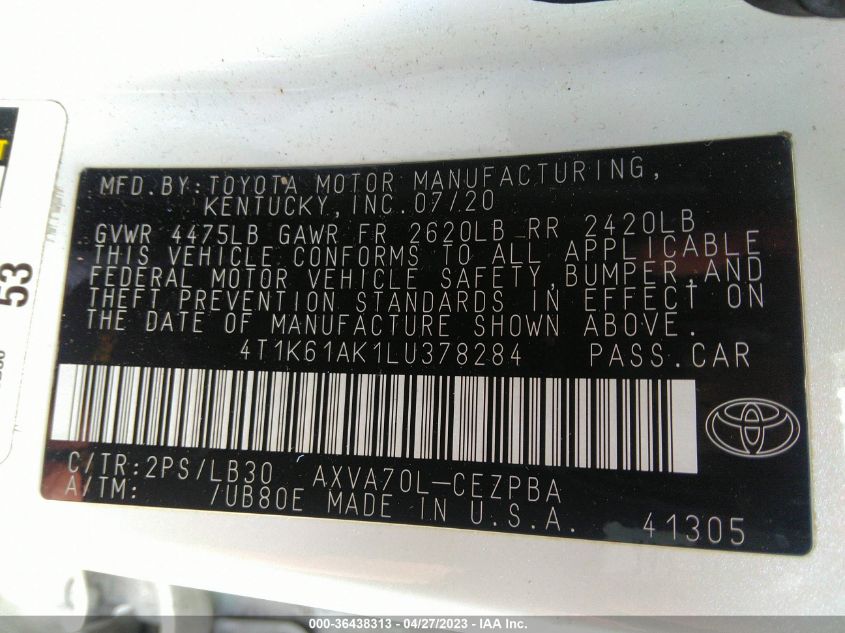 MFD.BY:TOYOTA MOTOR MANUFACTURING,
KENTUCKY,INC.07/20
GVWR 4475LB GAWR FR 2620LB RR 2420LB
THIS VEHICLE CONFORMS TO ALL APPLICABLE
FEDERAL MOTOR VEHICLE SAFETY,BUMPER,AND
THEFT PREVENTION STANDARDS IN EFFECT ON
THE DATE OF MANUFACTURE SHOWN ABOVE.
4T1K61AK1LU378284 PASS.CAR
C/TR:2PS/LB30 AXVA70L-CEZPBA
A/TM: /UB80E MADE IN U.S.A. 41305
53
000-36438313 - 04/27/2023 - IAA Inc.